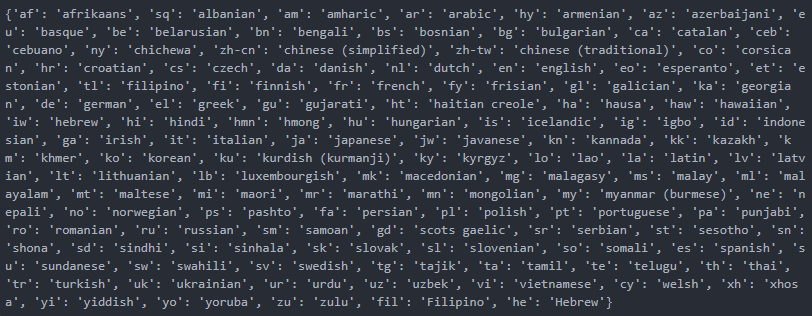 {'af': 'afrikaans', 'sq': 'albanian', 'am': 'amharic', 'ar': 'arabic', 'hy': 'armenian', 'az': 'azerbaijani', 'e
u': 'basque', 'be': 'belarusian', 'bn': 'bengali', 'bs': 'bosnian', 'bg': 'bulgarian', 'ca': 'catalan', 'ceb':
'cebuano', 'ny': 'chichewa', 'zh-cn': 'chinese (simplified)', 'zh-tw': 'chinese (traditional)', 'co': 'corsica
n', 'hr': 'croatian', 'cs': 'czech', 'da': 'danish', 'nl': 'dutch', 'en': 'english', 'eo': 'esperanto', 'et': 'e
stonian', 'tl': 'filipino', 'fi': 'finnish', 'fr': 'french', 'fy': 'frisian', 'gl': 'galician', 'ka': 'georgia
n', 'de': 'german', 'el': 'greek', 'gu': 'gujarati', 'ht': 'haitian creole', 'ha': 'hausa', 'haw': 'hawaiian',
'iw': 'hebrew', 'hi': 'hindi', 'hmn': 'hmong', 'hu': 'hungarian', 'is': 'icelandic', 'ig': 'igbo', 'id': 'indone
sian', 'ga': 'irish', 'it': 'italian', 'ja': 'japanese', 'jw': 'javanese', 'kn': 'kannada', 'kk': 'kazakh', 'k
m': 'khmer', 'ko': 'korean', 'ku': 'kurdish (kurmanji)', 'ky': 'kyrgyz', 'lo': 'lao', 'la': 'latin', 'lv': 'latv
ian', 'lt': 'lithuanian', 'lb': 'luxembourgish', 'mk': 'macedonian', 'mg': 'malagasy', 'ms': 'malay', 'ml': 'mal
ayalam', 'mt': 'maltese', 'mi': 'maori', 'mr': 'marathi', 'mn': 'mongolian', 'my': 'myanmar (burmese)', 'ne': 'n
epali', 'no': 'norwegian', 'ps': 'pashto', 'fa': 'persian', 'pl': 'polish', 'pt': 'portuguese', 'pa': 'punjabi',
'ro': 'romanian', 'ru': 'russian', 'sm': 'samoan', 'gd': 'scots gaelic', 'sr': 'serbian', 'st': 'sesotho', 'sn':
'shona', 'sd': 'sindhi', 'si': 'sinhala', 'sk': 'slovak', 'sl': 'slovenian', 'so': 'somali', 'es': 'spanish', 's
u': 'sundanese', 'sw': 'swahili', 'sv': 'swedish', 'tg': 'tajik', 'ta': 'tamil', 'te': 'telugu', 'th': 'thai',
'tr': 'turkish', 'uk': 'ukrainian', 'ur': 'urdu', 'uz': 'uzbek', 'vi': 'vietnamese', 'cy': 'welsh', 'xh': 'xhos
a', 'yi': 'yiddish', 'yo': 'yoruba', 'zu': 'zulu', 'fil': 'Filipino', 'he': 'Hebrew'}